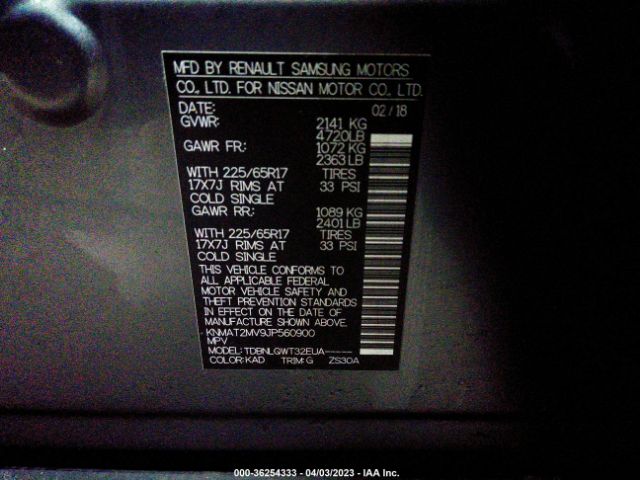 MFD BY RENAULT SAMSUNG MOTORS
CO., LTD. FOR NISSAN MOTOR CO., LTD.
DATE: 02/18
GVWR: 2141 KG
4720LB
GAWR FR: 1072 KG
2363 LB
WITH 225/65R17 TIRES
17X7J RIMS AT 33 PSI
COLD SINGLE
GAWR RR: 1089 KG
2401 LB
WITH 225/65R17 TIRES
17X7J RIMS AT 33 PSI
COLD SINGLE
THIS VEHICLE CONFORMS TO
ALL APPLICABLE FEDERAL
MOTOR VEHICLE SAFETY AND
THEFT PREVENTION STANDARDS
IN EFFECT ON THE DATE OF
MANUFACTURE SHOWN ABOVE.
KNMAT2MV9JP560900
MPV
MODEL: TDBNLQWT32EUA-----
COLOR: KAD TRIM: G ZS30A
000-36254333 - 04/03/2023 - IAA Inc.